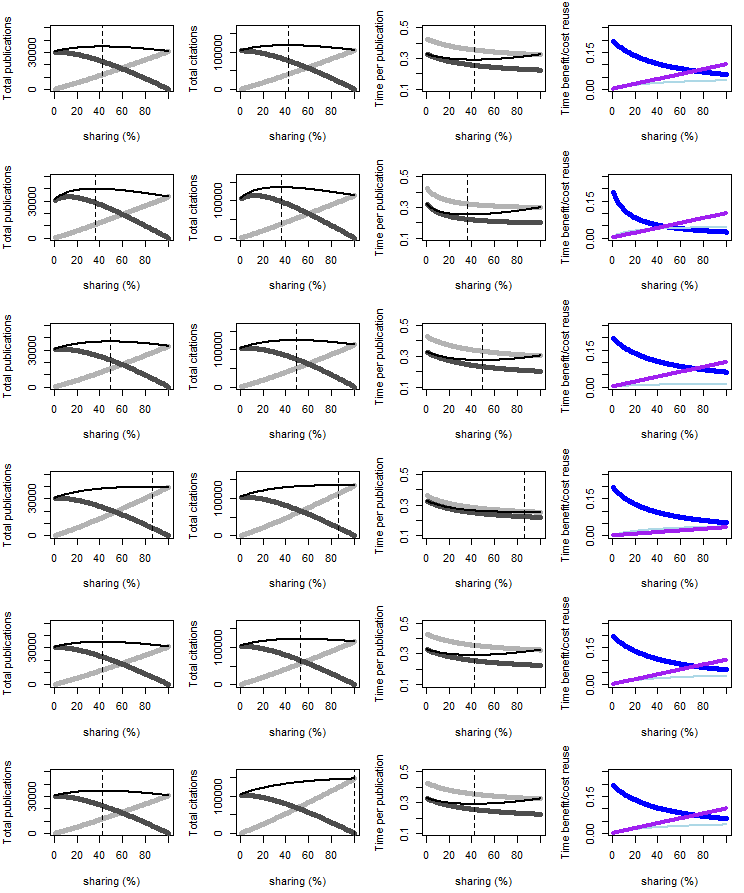 Total publications
0 30000
0 20 40 60 80
sharing (%)
Total citations
0 100000
0 20 40 60 80
sharing (%)
Time per publication
0.1 0.3 0.5
0 20 40 60 80
sharing (%)
Time benefit/cost reuse
0.00 0.15
0 20 40 60 80
sharing (%)
Total publications
0 30000
0 20 40 60 80
sharing (%)
Total citations
0 100000
0 20 40 60 80
sharing (%)
Time per publication
0.1 0.3 0.5
0 20 40 60 80
sharing (%)
Time benefit/cost reuse
0.00 0.15
0 20 40 60 80
sharing (%)
Total publications
0 30000
0 20 40 60 80
sharing (%)
Total citations
0 100000
0 20 40 60 80
sharing (%)
Time per publication
0.1 0.3 0.5
0 20 40 60 80
sharing (%)
Time benefit/cost reuse
0.00 0.15
0 20 40 60 80
sharing (%)
Total publications
0 30000
0 20 40 60 80
sharing (%)
Total citations
0 100000
0 20 40 60 80
sharing (%)
Time per publication
0.1 0.3 0.5
0 20 40 60 80
sharing (%)
Time benefit/cost reuse
0.00 0.15
0 20 40 60 80
sharing (%)
Total publications
0 30000
0 20 40 60 80
sharing (%)
Total citations
0 100000
0 20 40 60 80
sharing (%)
Time per publication
0.1 0.3 0.5
0 20 40 60 80
sharing (%)
Time benefit/cost reuse
0.00 0.15
0 20 40 60 80
sharing (%)
Total publications
0 30000
0 20 40 60 80
sharing (%)
Total citations
0 100000
0 20 40 60 80
sharing (%)
Time per publication
0.1 0.3 0.5
0 20 40 60 80
sharing (%)
Time benefit/cost reuse
0.00 0.15
0 20 40 60 80
sharing (%)